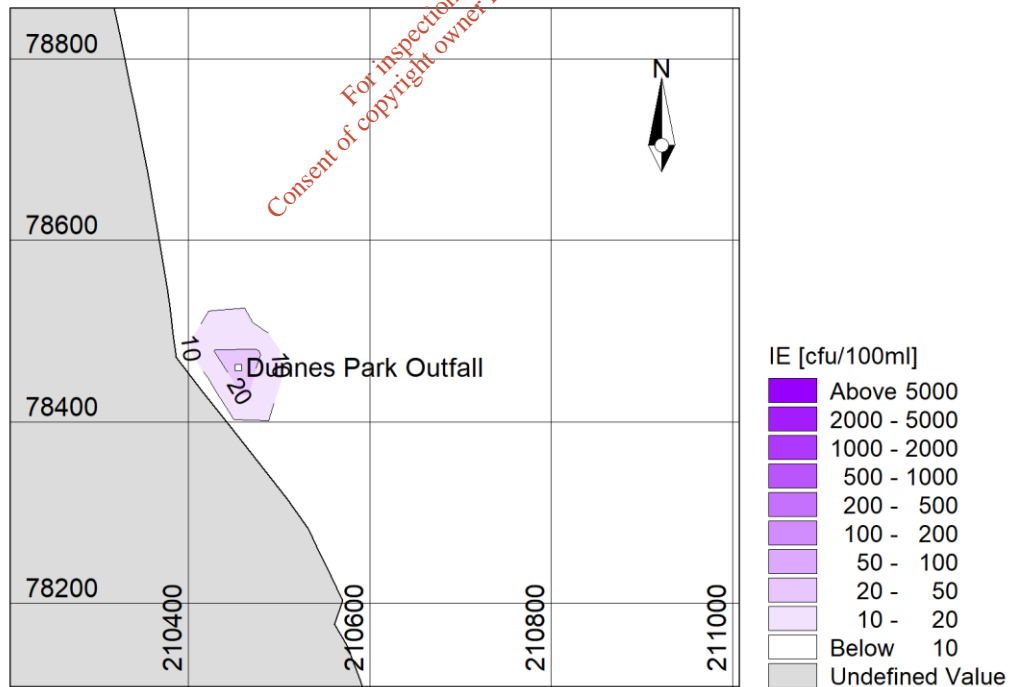 For inspection
Consent of copyright owner
N
78800
78600
78400
78200
210400
210600
210800
211000
10
10
20
Dunnes Park Outfall
IE [cfu/100ml]
Above 5000
2000 - 5000
1000 - 2000
500 - 1000
200 - 500
100 - 200
50 - 100
20 - 50
10 - 20
Below 10
Undefined Value